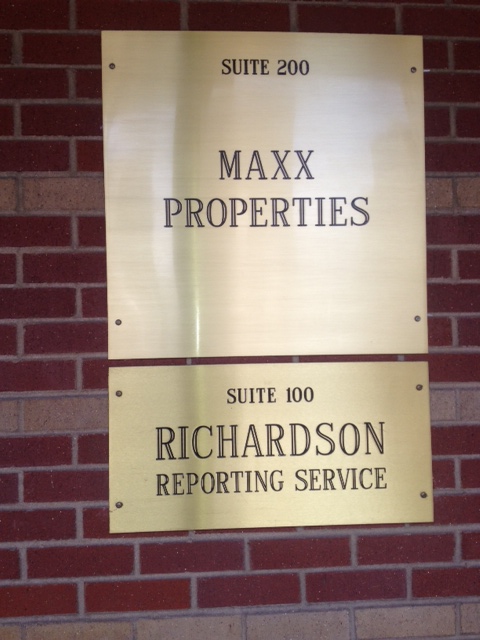 SUITE 200
MAXX
PROPERTIES
SUITE 100
RICHARDSON
REPORTING SERVICE